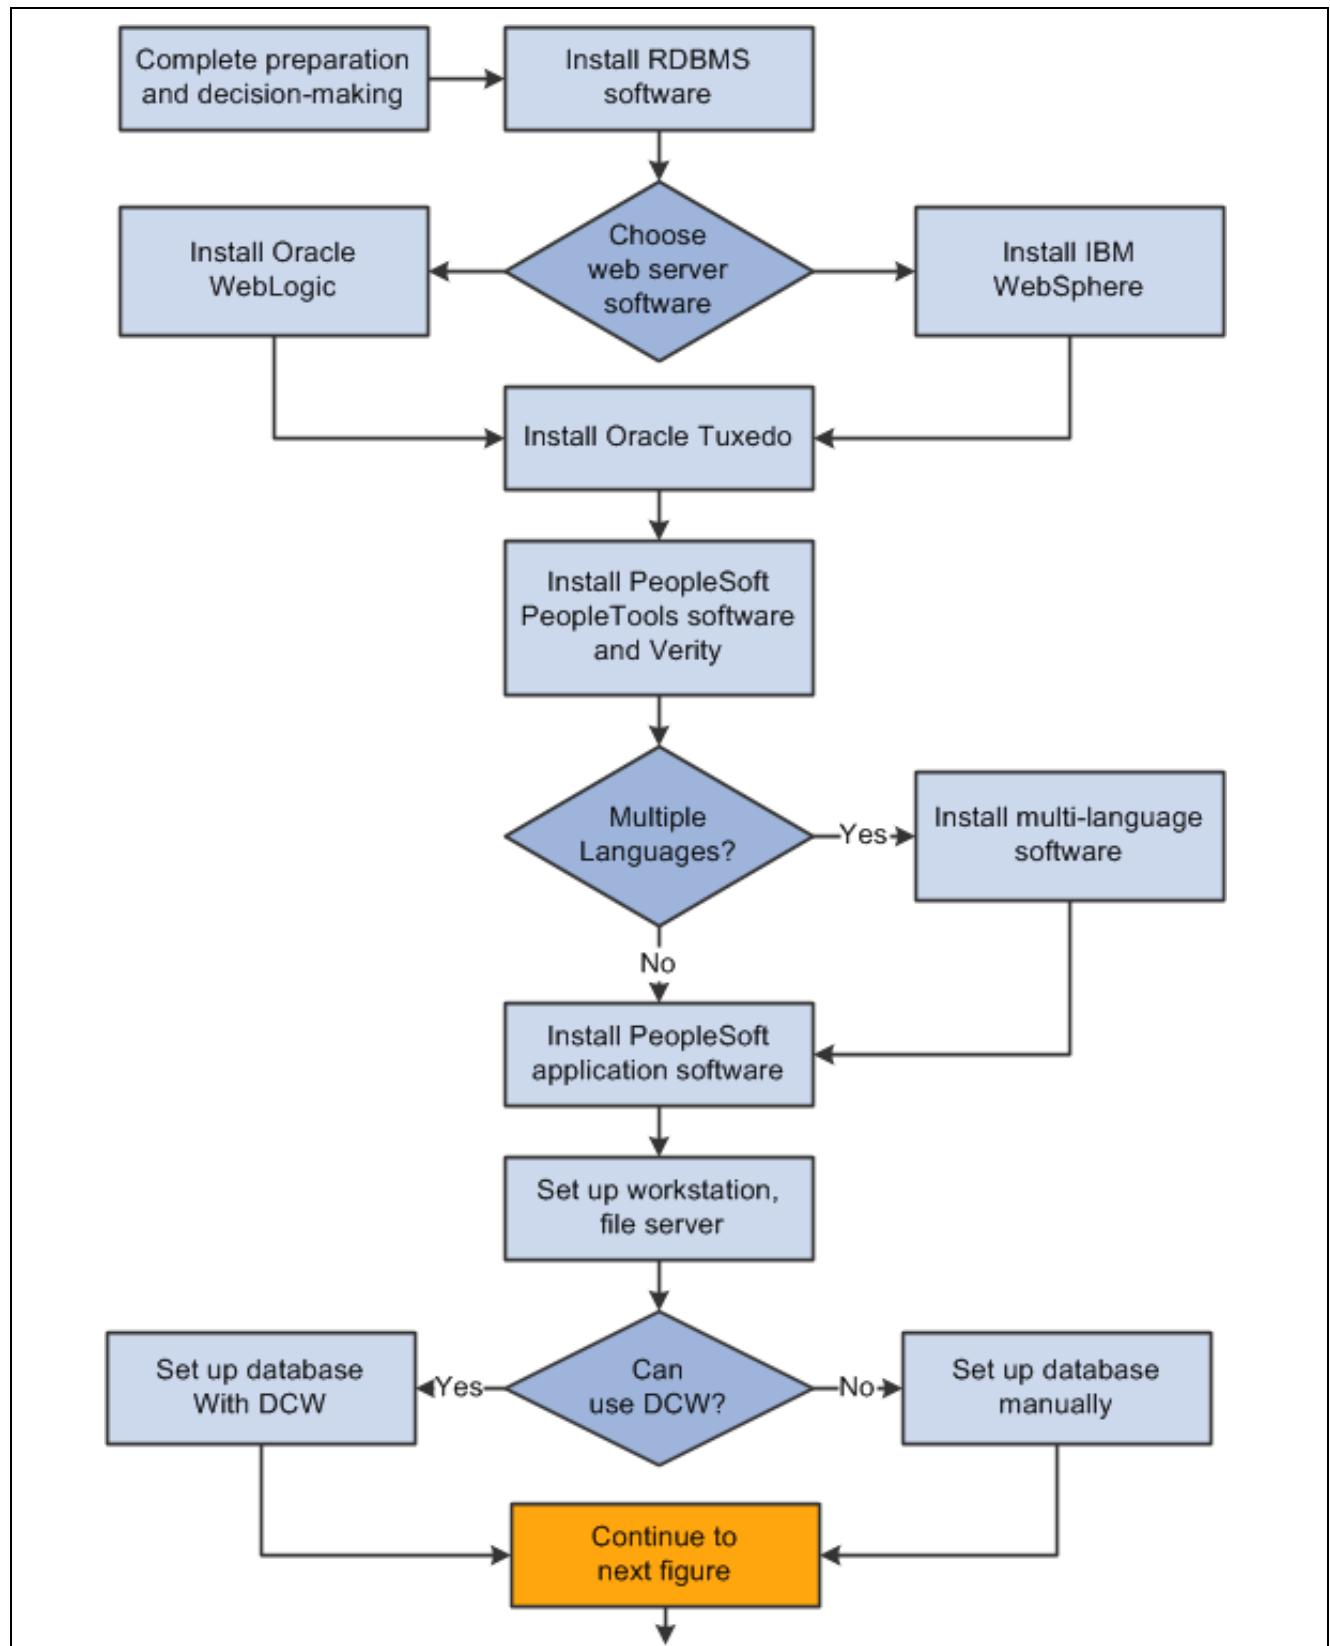 Complete preparation
and decision-making
Install RDBMS
software
Choose
web server
software
Install Oracle
WebLogic
Install IBM
WebSphere
Install Oracle Tuxedo
Install PeopleSoft
PeopleTools software
and Verity
Multiple
Languages?
Yes
Install multi-language
software
No
Install PeopleSoft
application software
Set up workstation,
file server
Can
use DCW?
Yes
Set up database
With DCW
No
Set up database
manually
Continue to
next figure